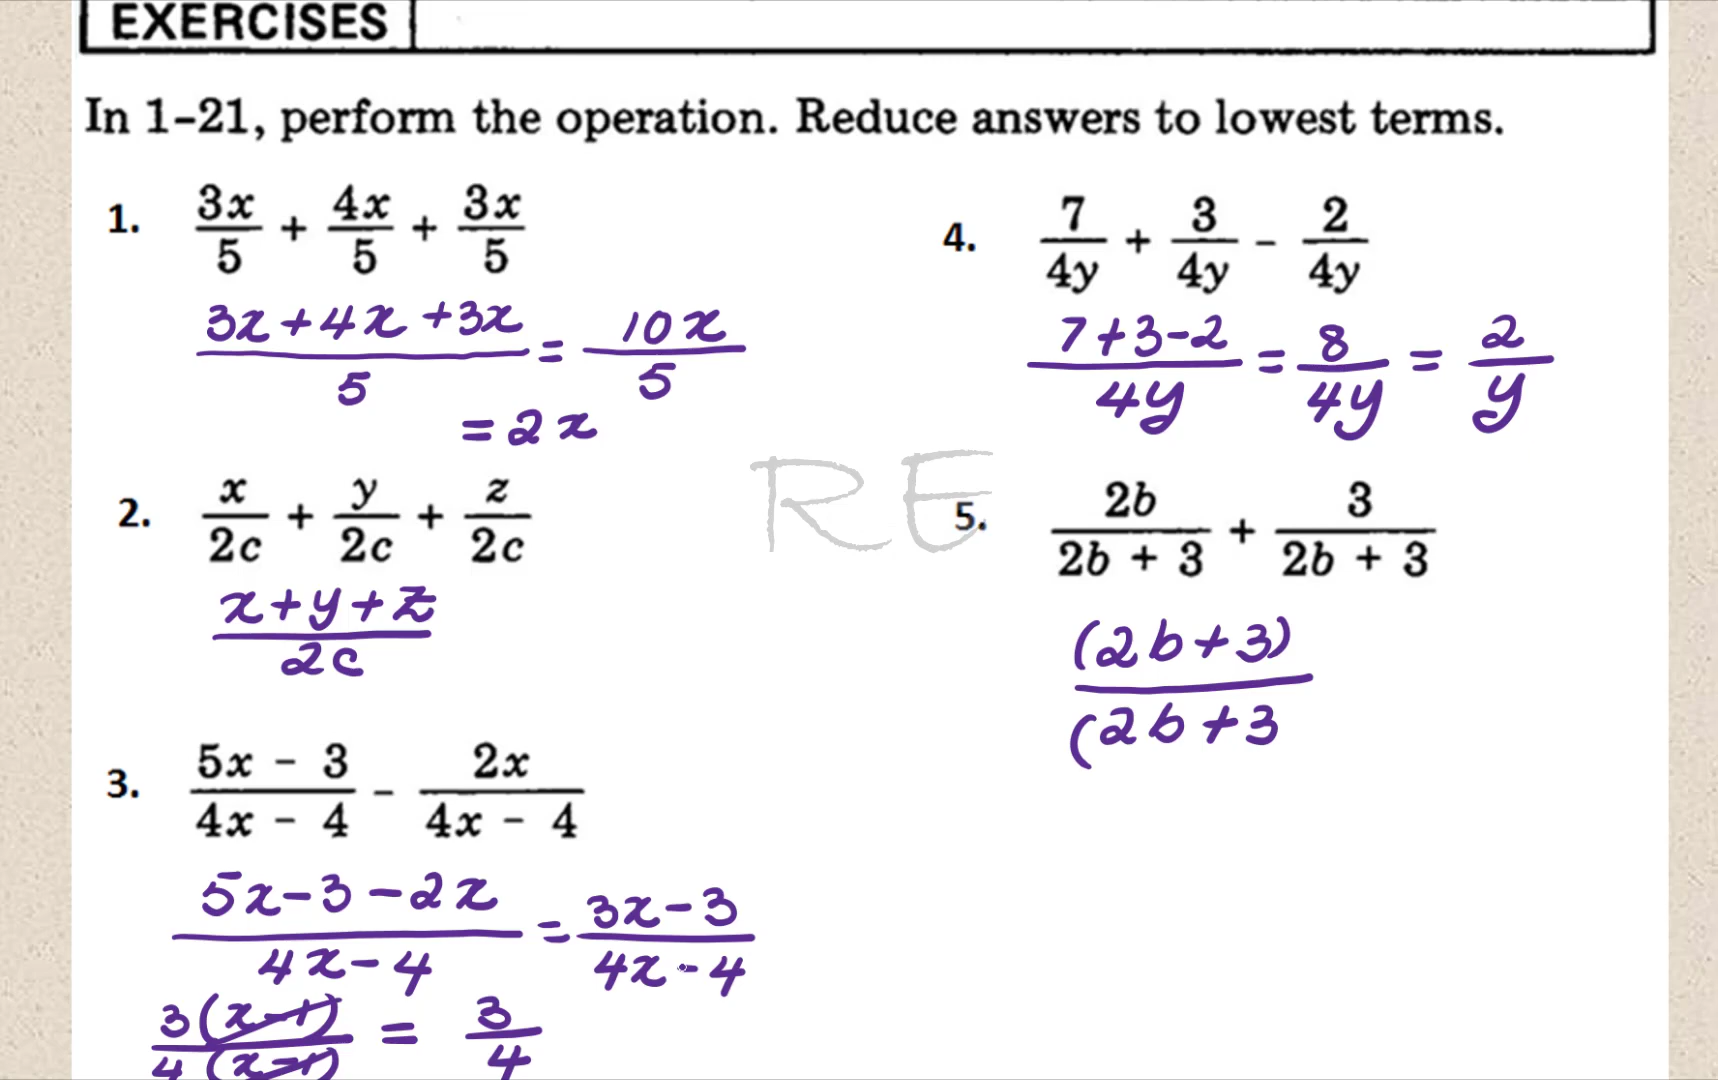 EXERCISES
In 1–21, perform the operation. Reduce answers to lowest terms.
1. 3x/5 + 4x/5 + 3x/5
3x+4x+3x/5 = 10x/5
= 2x
2. x/2c + y/2c + z/2c
x+y+z/2c
3. 5x - 3/4x - 4 - 2x/4x - 4
5x-3-2x/4x-4 = 3x-3/4x-4
3(x-1)/4(x-1) = 3/4
4. 7/4y + 3/4y - 2/4y
7+3-2/4y = 8/4y = 2/y
RE
5. 2b/2b + 3 + 3/2b + 3
(2b+3)/(2b+3